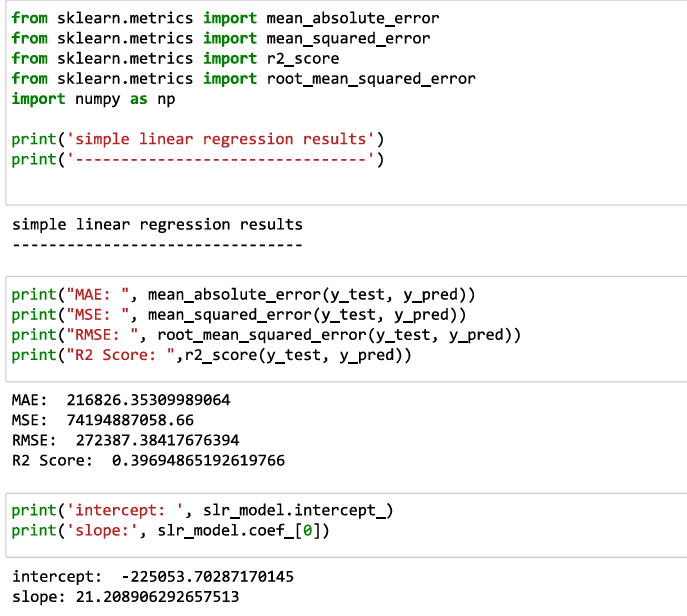 from sklearn.metrics import mean_absolute_error
from sklearn.metrics import mean_squared_error
from sklearn.metrics import r2_score
from sklearn.metrics import root_mean_squared_error
import numpy as np
print('simple linear regression results')
print('--------------------------------')
simple linear regression results
--------------------------------
print("MAE: ", mean_absolute_error(y_test, y_pred))
print("MSE: ", mean_squared_error(y_test, y_pred))
print("RMSE: ", root_mean_squared_error(y_test, y_pred))
print("R2 Score: ",r2_score(y_test, y_pred))
MAE:  216826.35309989064
MSE:  74194887058.66
RMSE:  272387.38417676394
R2 Score:  0.39694865192619766
print('intercept: ', slr_model.intercept_)
print('slope:', slr_model.coef_[0])
intercept:  -225053.70287170145
slope: 21.208906292657513